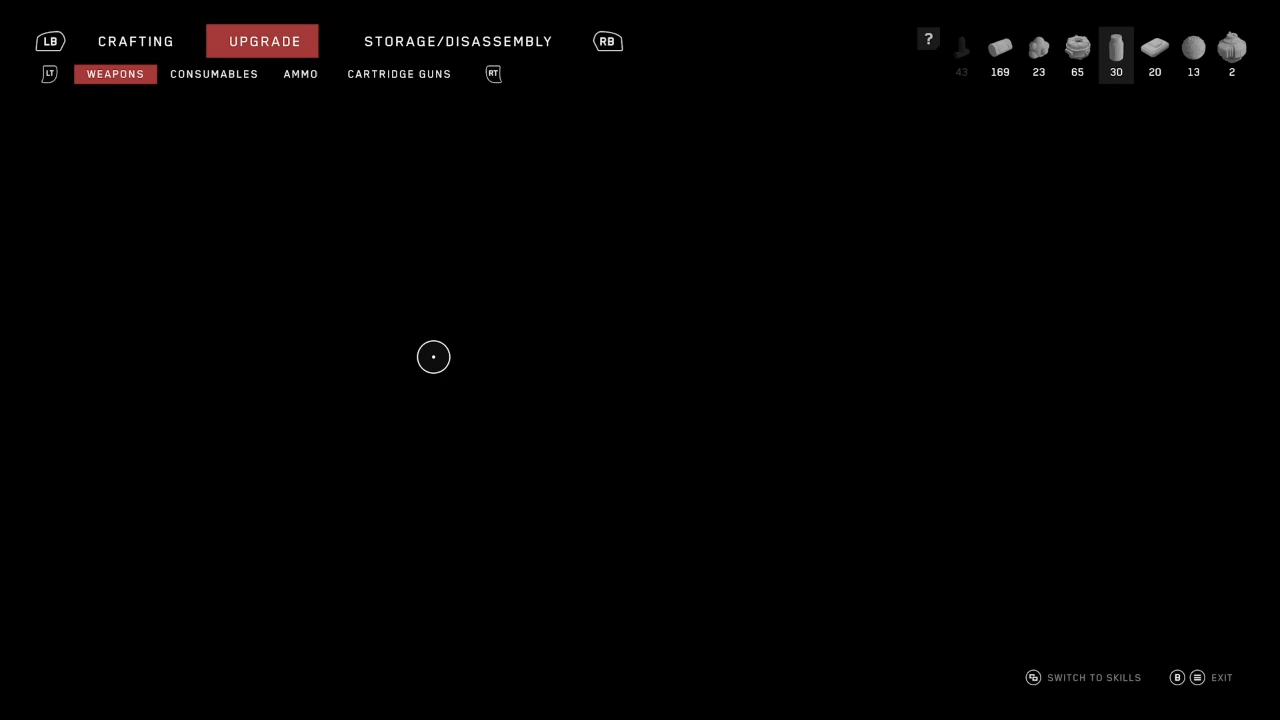 LB CRAFTING UPGRADE STORAGE/DISASSEMBLY RB
LT WEAPONS CONSUMABLES AMMO CARTRIDGE GUNS RT
?
43 169 23 65 30 20 13 2
SWITCH TO SKILLS B EXIT